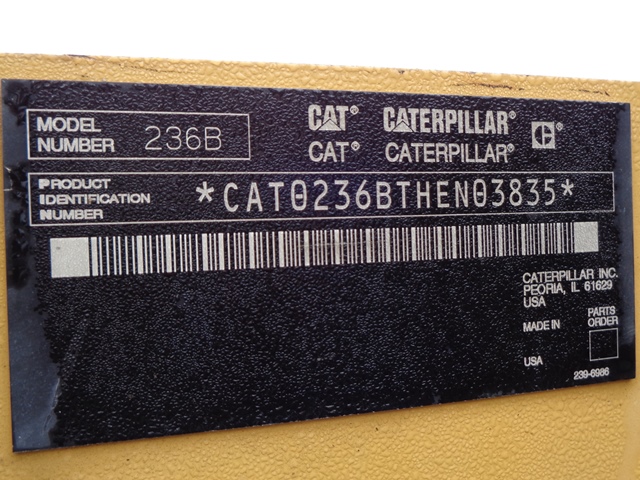 MODEL
NUMBER 236B
CAT® CATERPILLAR®
CAT® CATERPILLAR®
PRODUCT
IDENTIFICATION
NUMBER
*CAT0236BTHEN03835*
CATERPILLAR INC.
PEORIA, IL 61629
USA
MADE IN
PARTS
ORDER
USA
239-6986